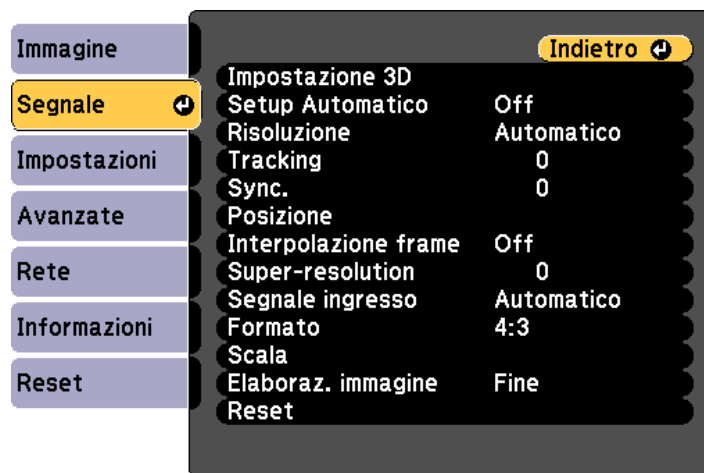 Immagine
Segnale
Impostazioni
Avanzate
Rete
Informazioni
Reset
Indietro
Impostazione 3D
Setup Automatico Off
Risoluzione Automatico
Tracking 0
Sync. 0
Posizione
Interpolazione frame Off
Super-resolution 0
Segnale ingresso Automatico
Formato 4:3
Scala
Elaboraz. immagine Fine
Reset